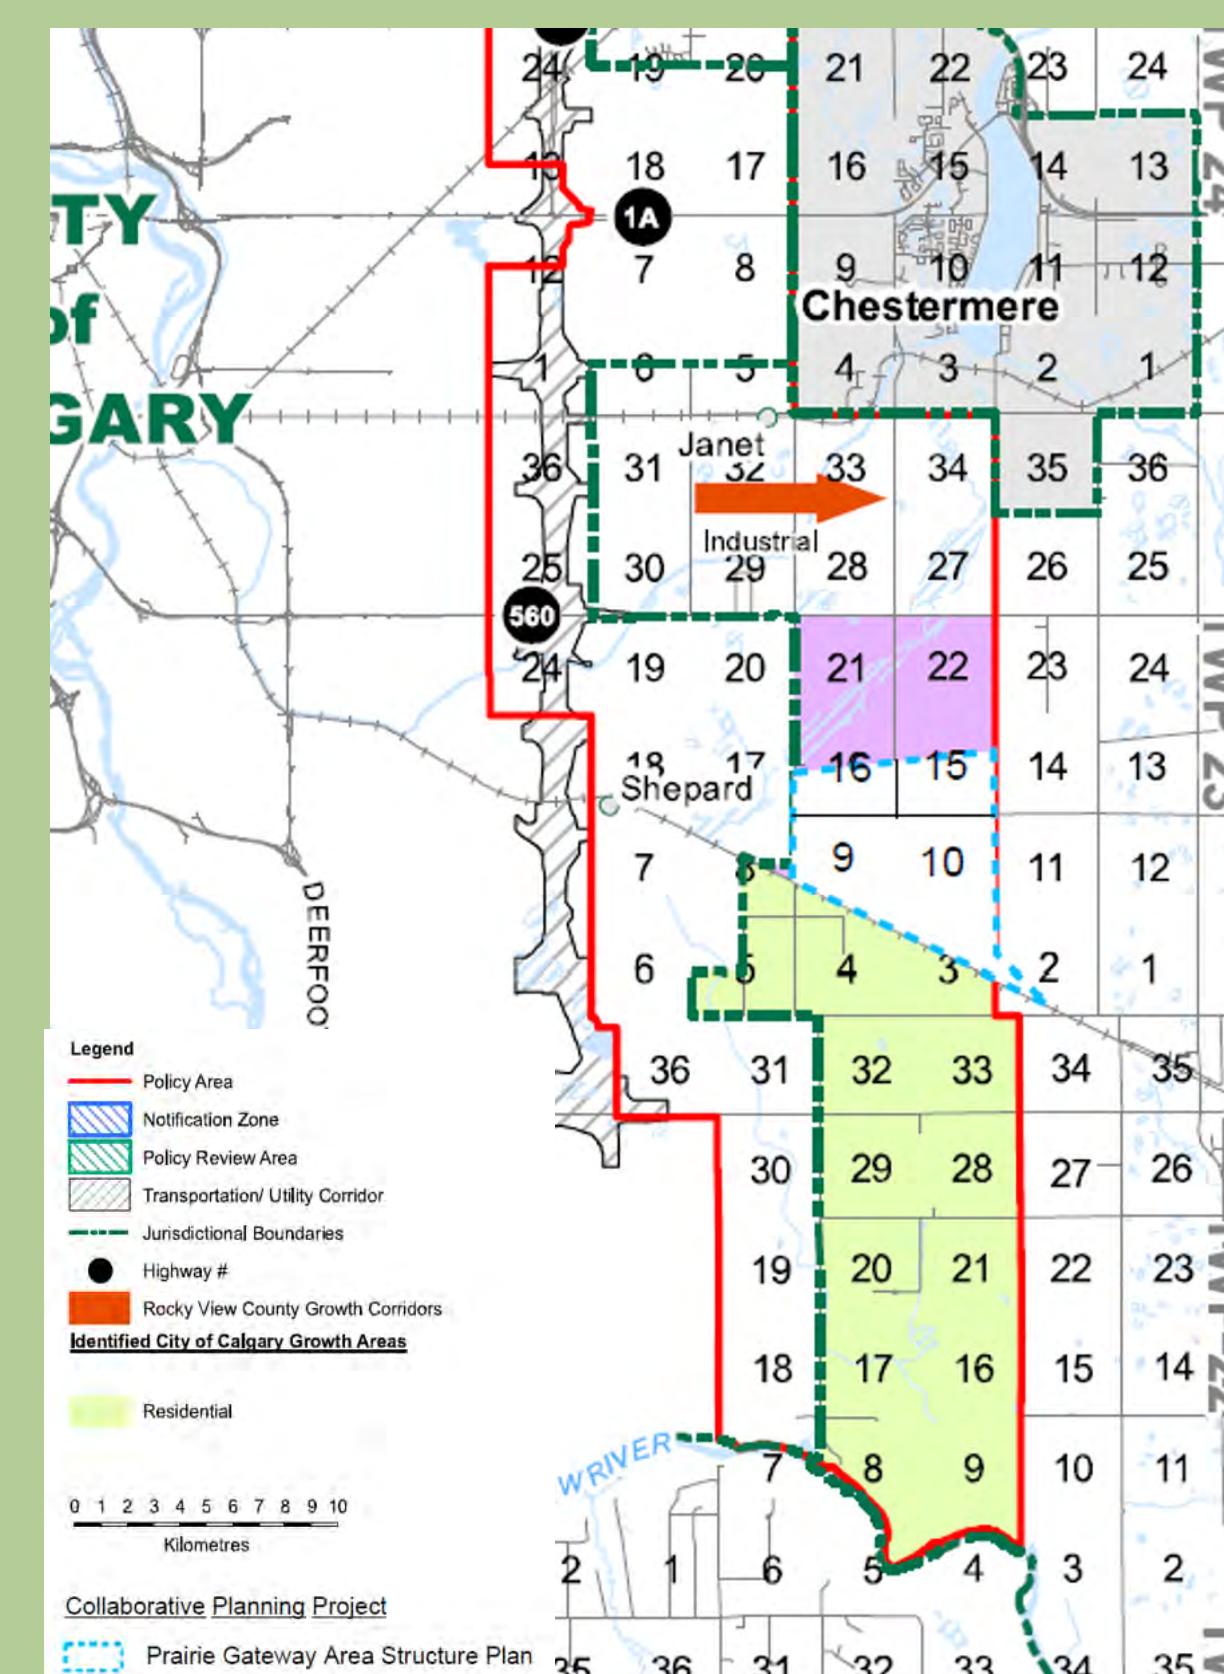 24 19 20 21 22 23 24
13 18 17 16 15 14 13
TY
1A
12 7 8 9 10 11 12
of
Chestermere
1 6 5 4 3 2 1
GARY
Janet
36 31 32 33 34 35 36
Industrial
25 30 29 28 27 26 25
560
24 19 20 21 22 23 24
18 17 16 15 14 13
Shepard
7 8 9 10 11 12
DEERFOO
6 5 4 3 2 1
36 31 32 33 34 35
30 29 28 27 26
19 20 21 22 23
18 17 16 15 14
W RIVER
7 8 9 10 11
2 1 6 5 4 3 2
35 36 31 32 33 34 35
TWP 24
TWP 23
Legend
Policy Area
Notification Zone
Policy Review Area
Transportation/ Utility Corridor
Jurisdictional Boundaries
Highway #
Rocky View County Growth Corridors
Identified City of Calgary Growth Areas
Residential
0 1 2 3 4 5 6 7 8 9 10
Kilometres
Collaborative Planning Project
Prairie Gateway Area Structure Plan